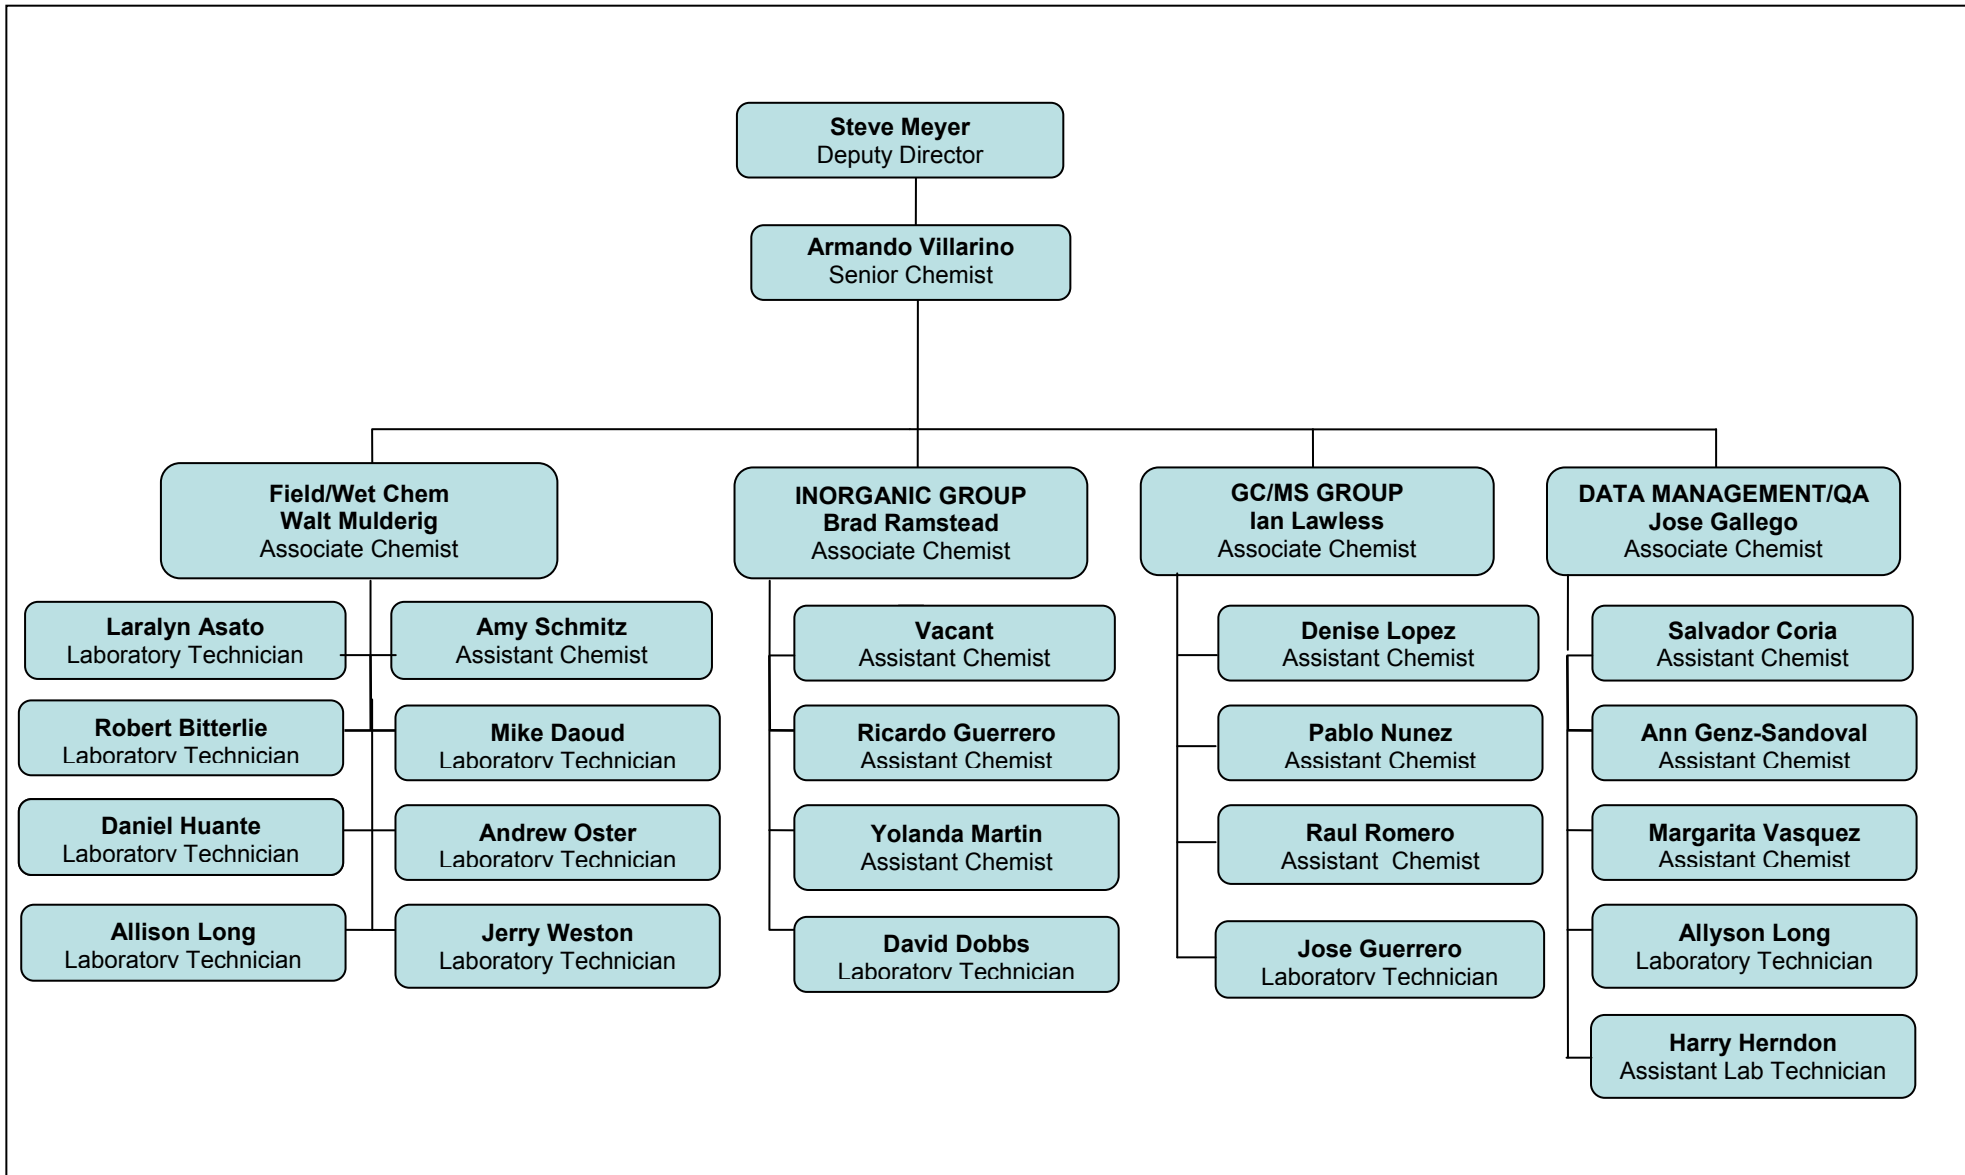 Steve Meyer
Deputy Director
Armando Villarino
Senior Chemist
Field/Wet Chem
Walt Mulderig
Associate Chemist
Laralyn Asato
Laboratory Technician
Amy Schmitz
Assistant Chemist
Robert Bitterlie
Laboratory Technician
Mike Daoud
Laboratory Technician
Daniel Huante
Laboratory Technician
Andrew Oster
Laboratory Technician
Allison Long
Laboratory Technician
Jerry Weston
Laboratory Technician
INORGANIC GROUP
Brad Ramstead
Associate Chemist
Vacant
Assistant Chemist
Ricardo Guerrero
Assistant Chemist
Yolanda Martin
Assistant Chemist
David Dobbs
Laboratory Technician
GC/MS GROUP
Ian Lawless
Associate Chemist
Denise Lopez
Assistant Chemist
Pablo Nunez
Assistant Chemist
Raul Romero
Assistant Chemist
Jose Guerrero
Laboratory Technician
DATA MANAGEMENT/QA
Jose Gallego
Associate Chemist
Salvador Coria
Assistant Chemist
Ann Genz-Sandoval
Assistant Chemist
Margarita Vasquez
Assistant Chemist
Allyson Long
Laboratory Technician
Harry Herndon
Assistant Lab Technician